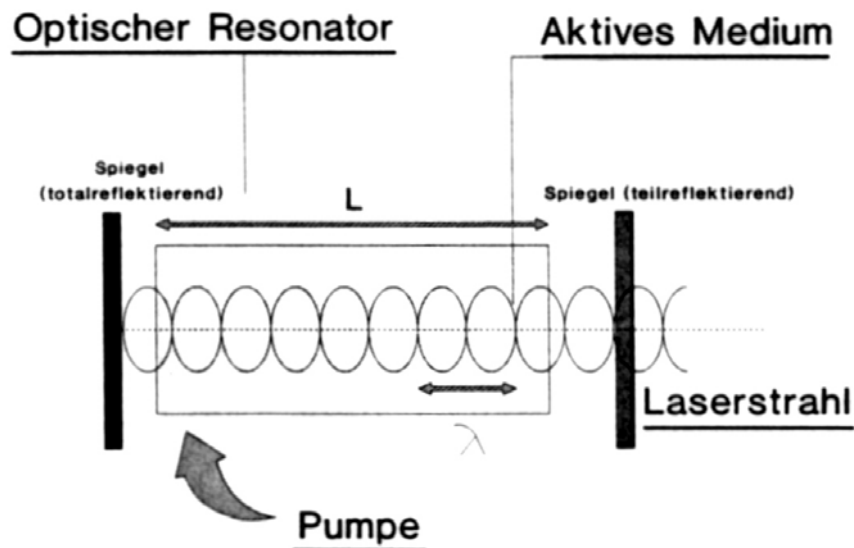 Optischer Resonator
Aktives Medium
Spiegel
(totalreflektierend)
L
Spiegel (teilreflektierend)
λ
Laserstrahl
Pumpe